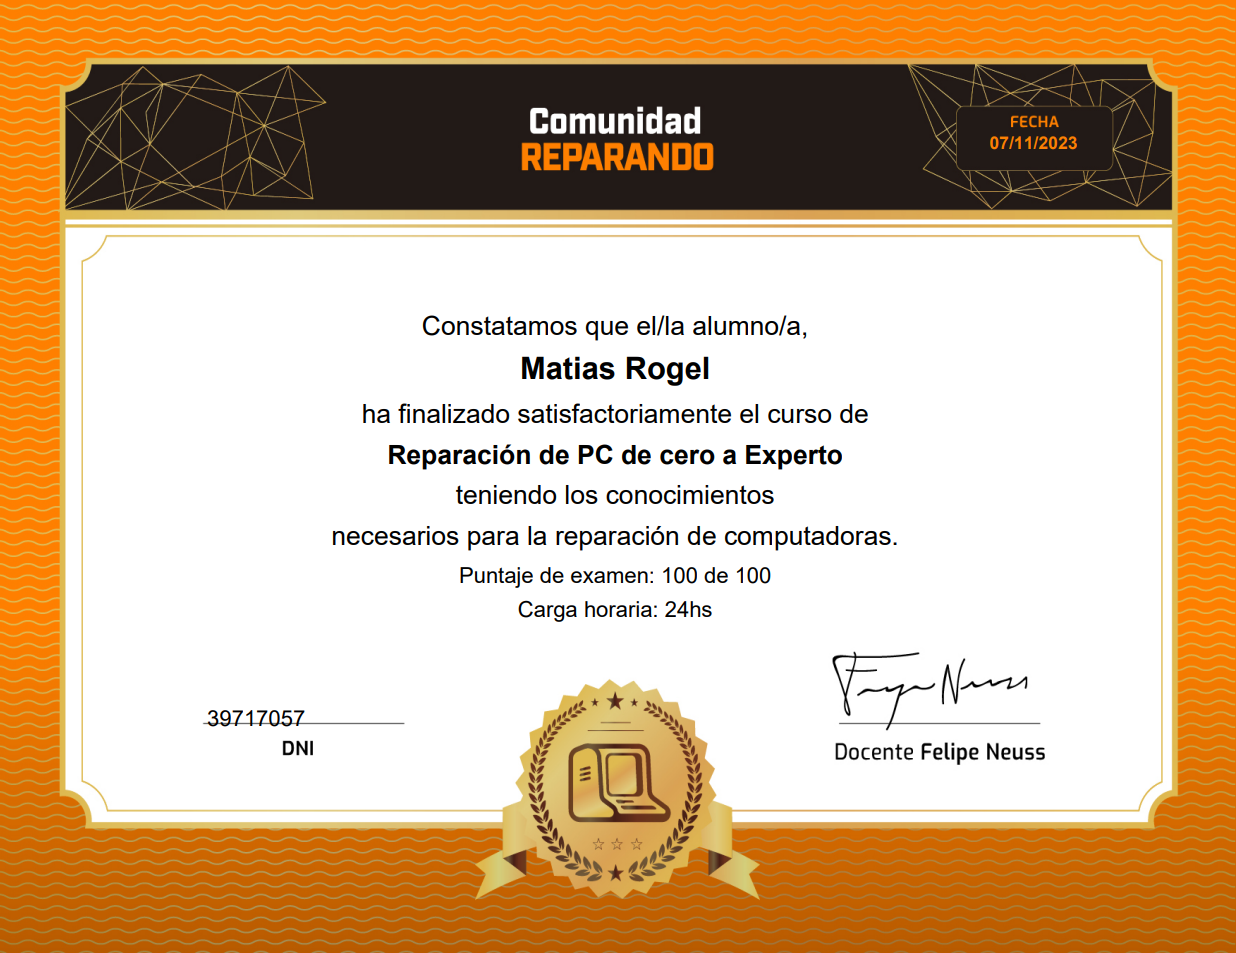 Comunidad
REPARANDO
FECHA
07/11/2023
Constatamos que el/la alumno/a,
Matias Rogel
ha finalizado satisfactoriamente el curso de
Reparación de PC de cero a Experto
teniendo los conocimientos
necesarios para la reparación de computadoras.
Puntaje de examen: 100 de 100
Carga horaria: 24hs
39717057
DNI
Felipe Neuss
Docente Felipe Neuss